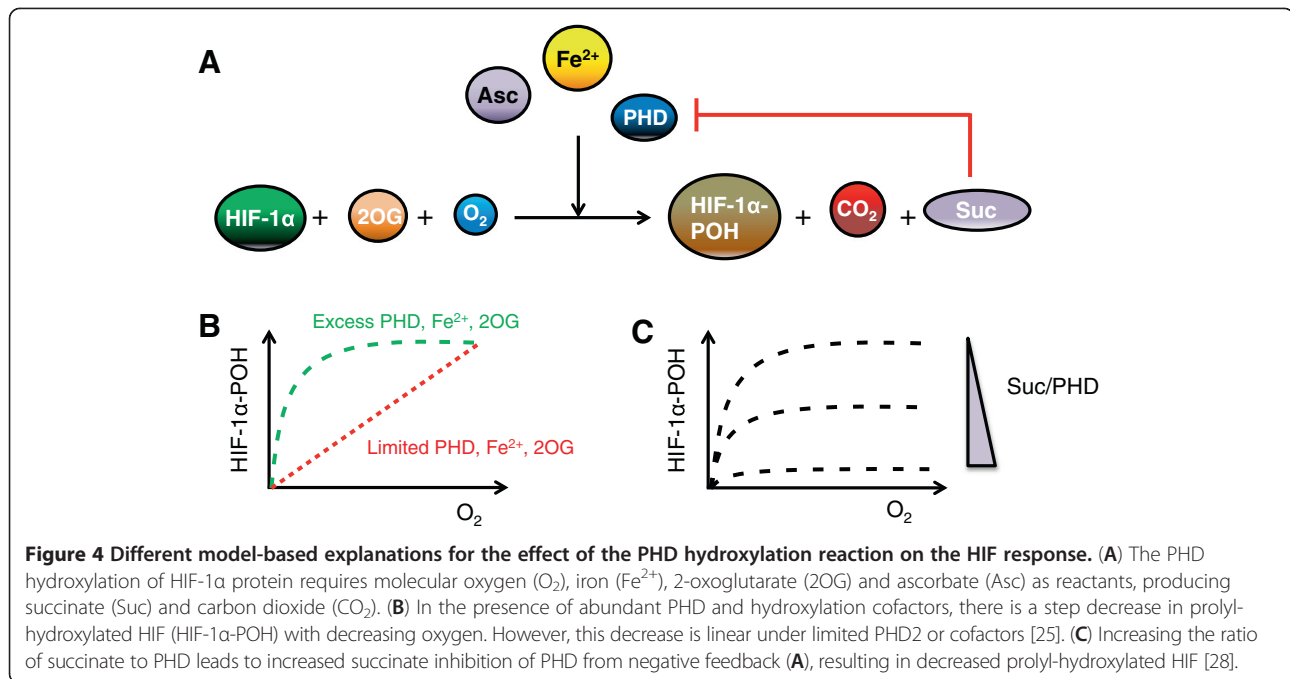 A
Fe²⁺
Asc
PHD
HIF-1α + 2OG + O₂ HIF-1α-POH + CO₂ + Suc
B
Excess PHD, Fe²⁺, 2OG
HIF-1α-POH
Limited PHD, Fe²⁺, 2OG
O₂
C
HIF-1α-POH
Suc/PHD
O₂
Figure 4 Different model-based explanations for the effect of the PHD hydroxylation reaction on the HIF response. (A) The PHD
hydroxylation of HIF-1α protein requires molecular oxygen (O₂), iron (Fe²⁺), 2-oxoglutarate (2OG) and ascorbate (Asc) as reactants, producing
succinate (Suc) and carbon dioxide (CO₂). (B) In the presence of abundant PHD and hydroxylation cofactors, there is a step decrease in prolyl-
hydroxylated HIF (HIF-1α-POH) with decreasing oxygen. However, this decrease is linear under limited PHD2 or cofactors [25]. (C) Increasing the ratio
of succinate to PHD leads to increased succinate inhibition of PHD from negative feedback (A), resulting in decreased prolyl-hydroxylated HIF [28].